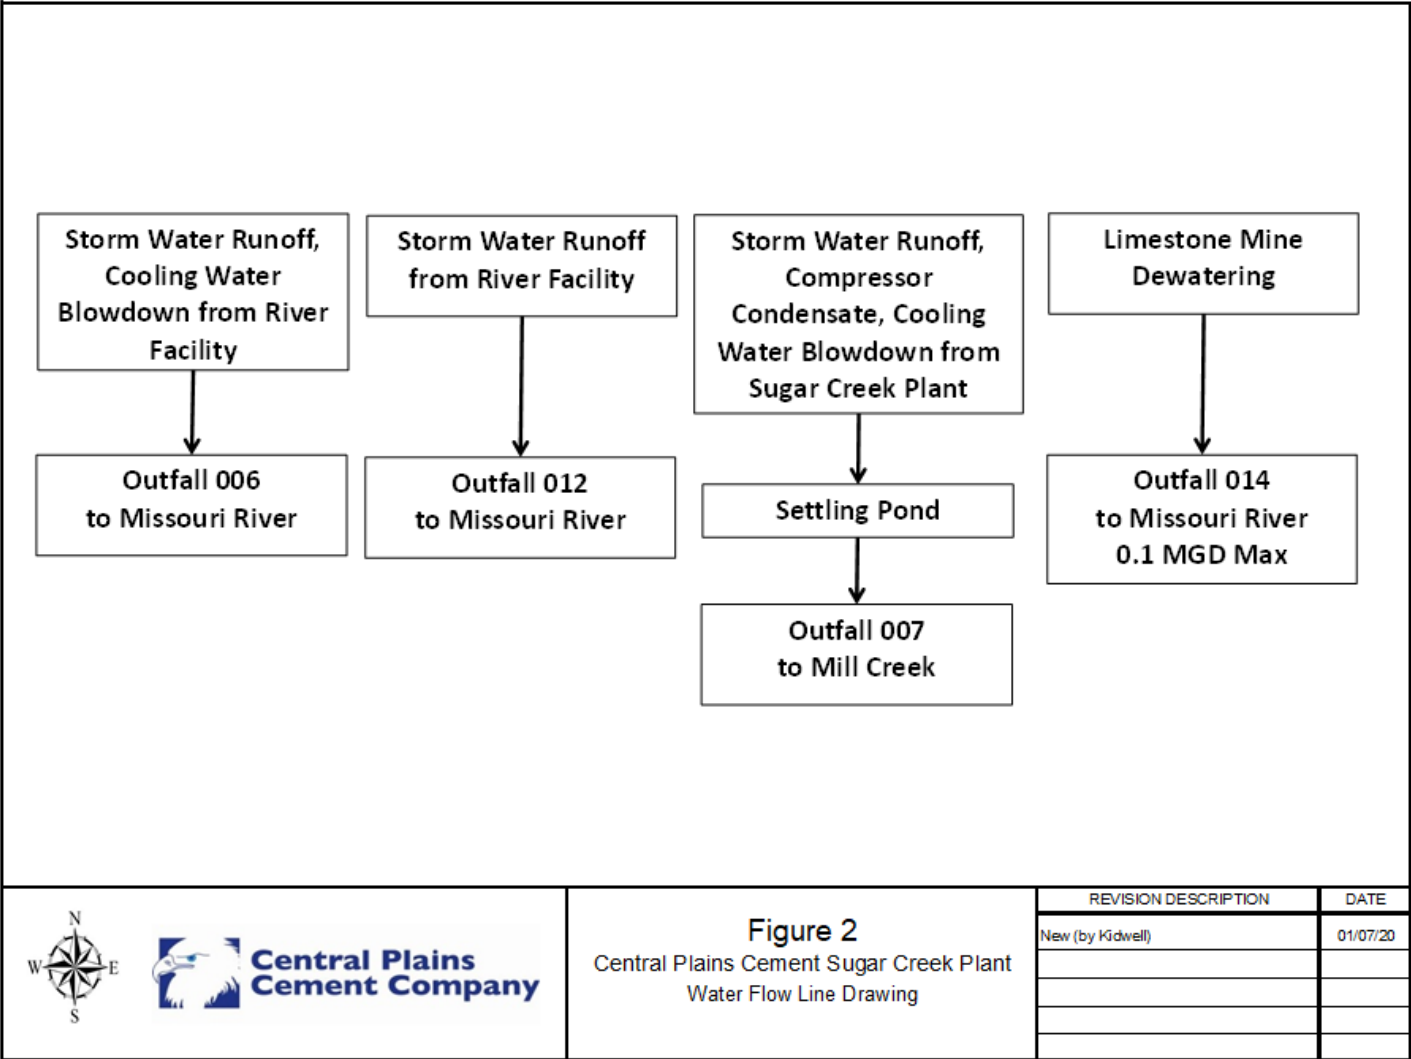 Storm Water Runoff,
Cooling Water
Blowdown from River
Facility
Storm Water Runoff
from River Facility
Storm Water Runoff,
Compressor
Condensate, Cooling
Water Blowdown from
Sugar Creek Plant
Limestone Mine
Dewatering
Outfall 006
to Missouri River
Outfall 012
to Missouri River
Settling Pond
Outfall 014
to Missouri River
0.1 MGD Max
Outfall 007
to Mill Creek
N
W
E
S
Central Plains
Cement Company
Figure 2
Central Plains Cement Sugar Creek Plant
Water Flow Line Drawing
REVISION DESCRIPTION
DATE
New (by Kidwell)
01/07/20